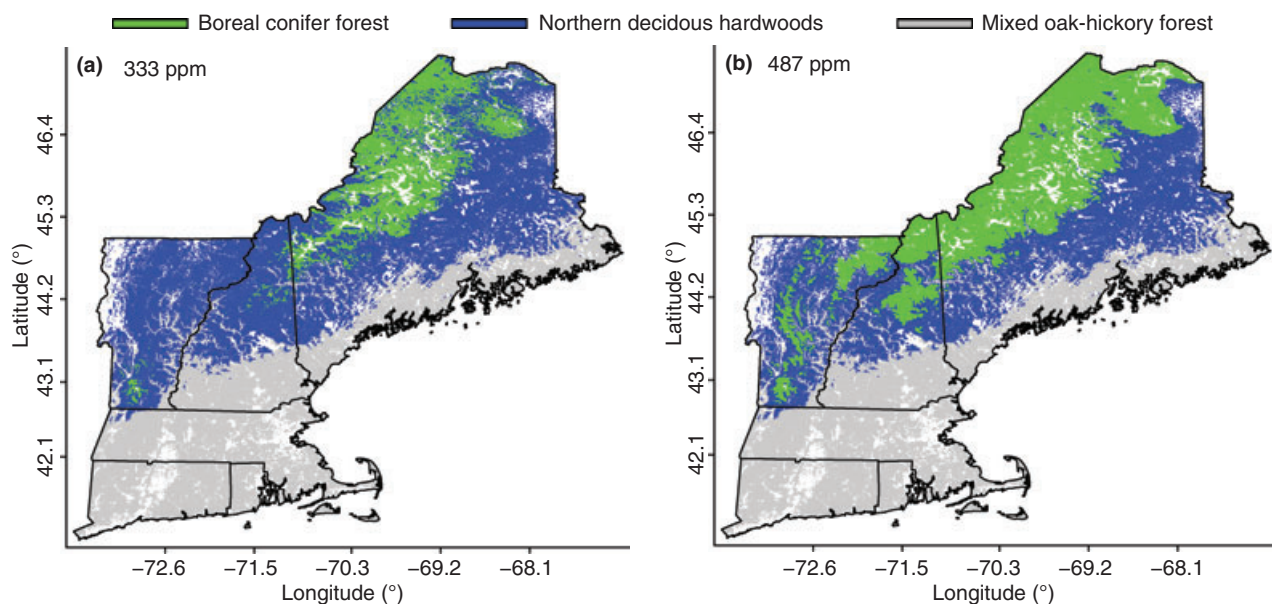 Boreal conifer forest Northern decidous hardwoods Mixed oak-hickory forest
(a) 333 ppm
Latitude (°)
46.4
45.3
44.2
43.1
42.1
−72.6 −71.5 −70.3 −69.2 −68.1
Longitude (°)
(b) 487 ppm
Latitude (°)
46.4
45.3
44.2
43.1
42.1
−72.6 −71.5 −70.3 −69.2 −68.1
Longitude (°)